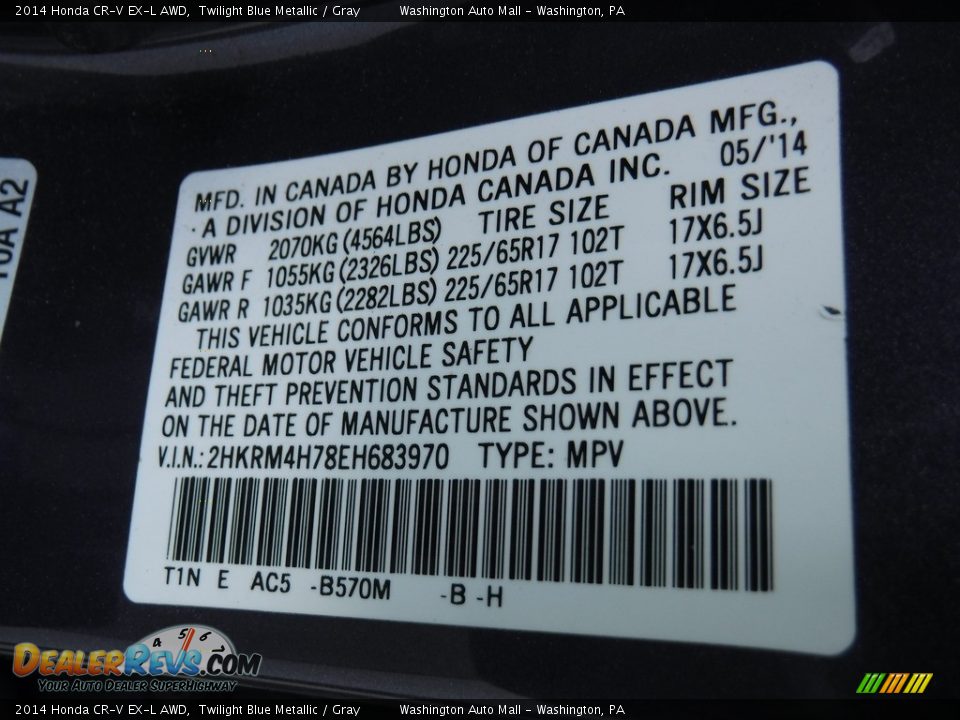 2014 Honda CR-V EX-L AWD, Twilight Blue Metallic / Gray Washington Auto Mall - Washington, PA
MFD. IN CANADA BY HONDA OF CANADA MFG.,
A DIVISION OF HONDA CANADA INC. 05/'14
GVWR 2070KG (4564LBS) TIRE SIZE RIM SIZE
GAWR F 1055KG (2326LBS) 225/65R17 102T 17X6.5J
GAWR R 1035KG (2282LBS) 225/65R17 102T 17X6.5J
THIS VEHICLE CONFORMS TO ALL APPLICABLE
FEDERAL MOTOR VEHICLE SAFETY
AND THEFT PREVENTION STANDARDS IN EFFECT
ON THE DATE OF MANUFACTURE SHOWN ABOVE.
V.I.N.: 2HKRM4H78EH683970 TYPE: MPV
T1N E AC5 -B570M -B -H
A2
4 5 6
DEALERREVS.COM
YOUR AUTO DEALER SUPERHIGHWAY
2014 Honda CR-V EX-L AWD, Twilight Blue Metallic / Gray Washington Auto Mall - Washington, PA